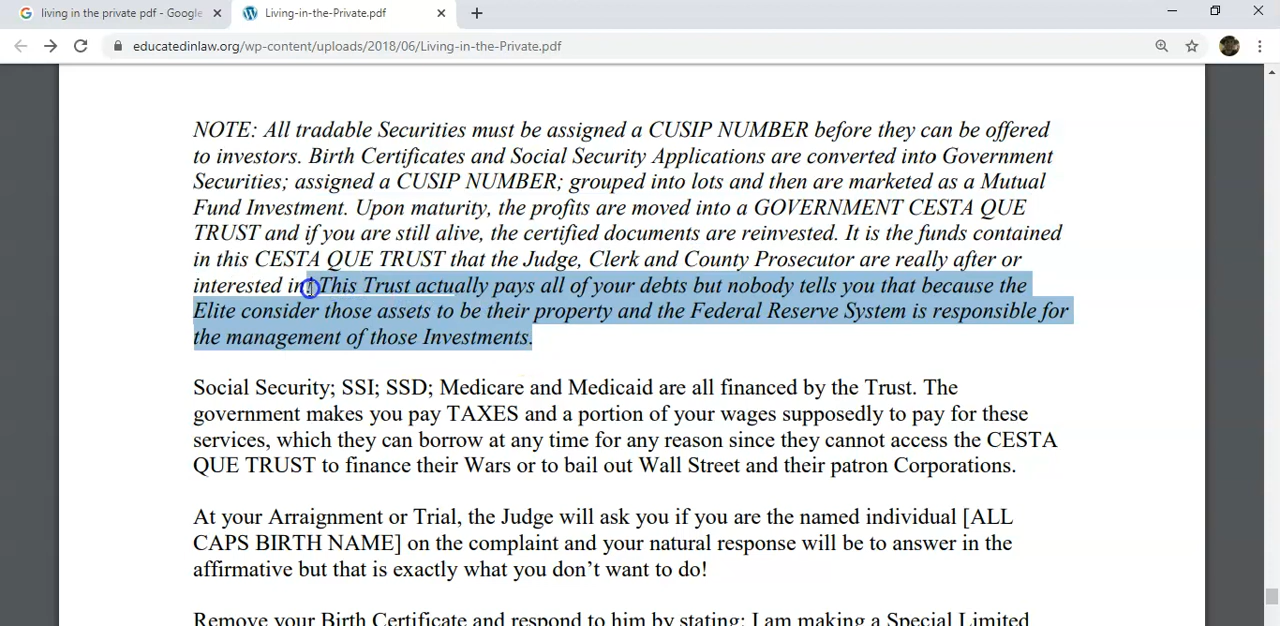 living in the private pdf - Google
Living-in-the-Private.pdf
educatedinlaw.org/wp-content/uploads/2018/06/Living-in-the-Private.pdf
NOTE: All tradable Securities must be assigned a CUSIP NUMBER before they can be offered
to investors. Birth Certificates and Social Security Applications are converted into Government
Securities; assigned a CUSIP NUMBER; grouped into lots and then are marketed as a Mutual
Fund Investment. Upon maturity, the profits are moved into a GOVERNMENT CESTA QUE
TRUST and if you are still alive, the certified documents are reinvested. It is the funds contained
in this CESTA QUE TRUST that the Judge, Clerk and County Prosecutor are really after or
interested in! This Trust actually pays all of your debts but nobody tells you that because the
Elite consider those assets to be their property and the Federal Reserve System is responsible for
the management of those Investments.
Social Security; SSI; SSD; Medicare and Medicaid are all financed by the Trust. The
government makes you pay TAXES and a portion of your wages supposedly to pay for these
services, which they can borrow at any time for any reason since they cannot access the CESTA
QUE TRUST to finance their Wars or to bail out Wall Street and their patron Corporations.
At your Arraignment or Trial, the Judge will ask you if you are the named individual [ALL
CAPS BIRTH NAME] on the complaint and your natural response will be to answer in the
affirmative but that is exactly what you don’t want to do!
Remove your Birth Certificate and respond to him by stating: I am making a Special Limited